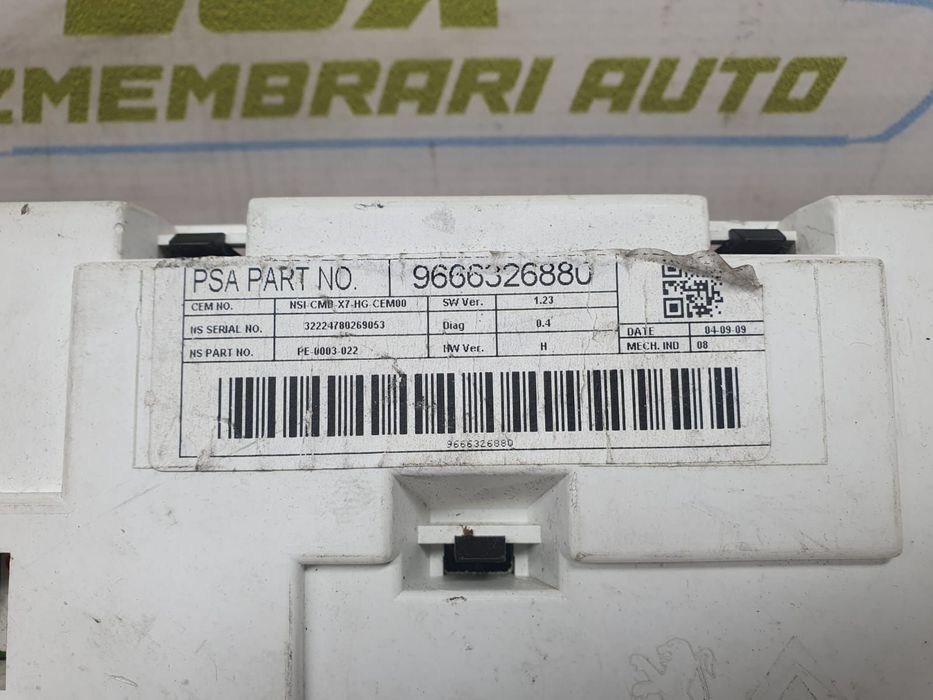 ZMEMBRARI AUTO
PSA PART NO. 9666326880
CEM NO. NSI-CMB-X7-HG-CEM00 SW Ver. 1.23
NS SERIAL NO. 32224780269053 Diag 0.4 DATE 04-09-09
NS PART NO. PE-0003-022 HW Ver. H MECH. IND 08
9666326880